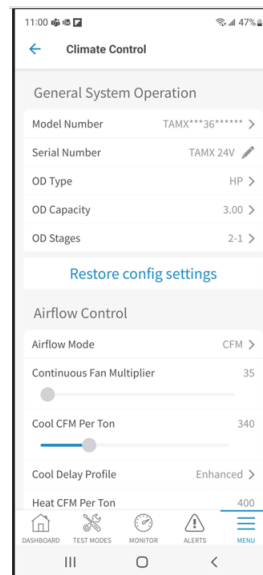 11:00
47%
Climate Control
General System Operation
Model Number TAMX***36****** >
Serial Number TAMX 24V
OD Type HP >
OD Capacity 3.00 >
OD Stages 2-1 >
Restore config settings
Airflow Control
Airflow Mode CFM >
Continuous Fan Multiplier 35
Cool CFM Per Ton 340
Cool Delay Profile Enhanced >
Heat CFM Per Ton 400
DASHBOARD TEST MODES MONITOR ALERTS MENU